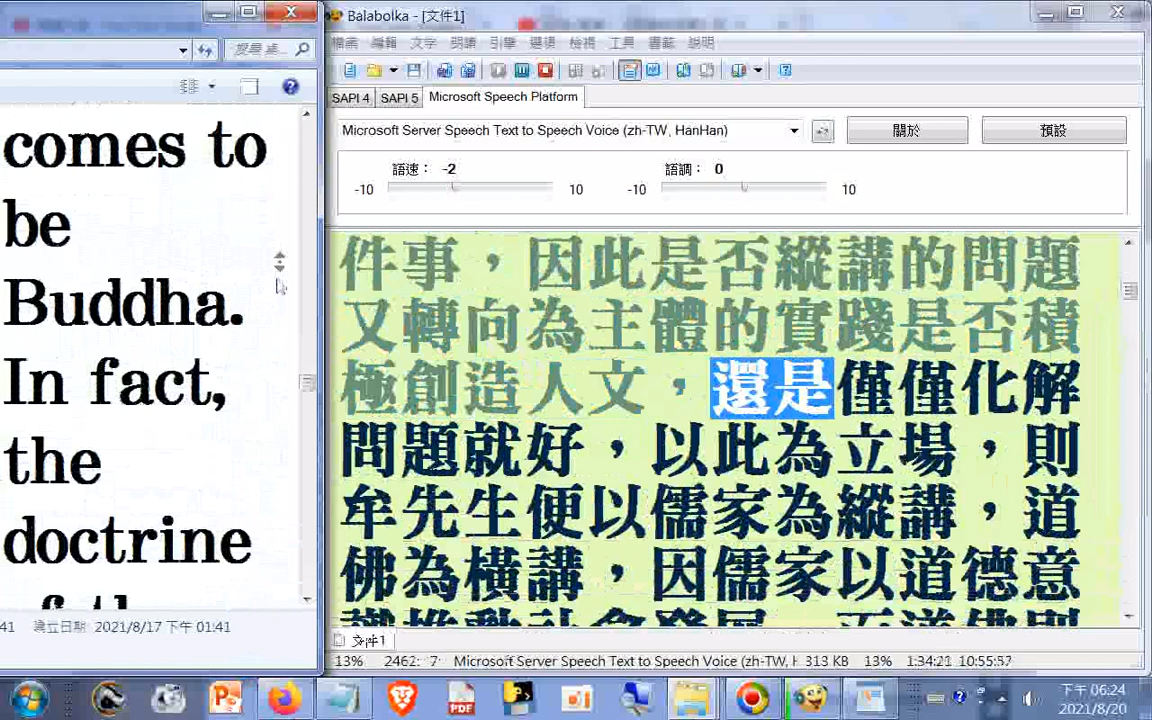 comes to
be
Buddha.
In fact,
the
doctrine
41 建立日期 2021/8/17 下午 01:41
Balabolka - [文件1]
檔案 編輯 文字 朗讀 引擎 選項 檢視 工具 書籤 說明
SAPI 4 SAPI 5 Microsoft Speech Platform
Microsoft Server Speech Text to Speech Voice (zh-TW, HanHan)
關於 預設
語速： -2 語調： 0
-10 10 -10 10
件事，因此是否縱講的問題
又轉向為主體的實踐是否積
極創造人文，還是僅僅化解
問題就好，以此為立場，則
牟先生便以儒家為縱講，道
佛為橫講，因儒家以道德意
文件1
13% 2462: 7 Microsoft Server Speech Text to Speech Voice (zh-TW, H 313 KB 13% 1:34:21 10:55:57
PDF
下午 06:24
2021/8/20